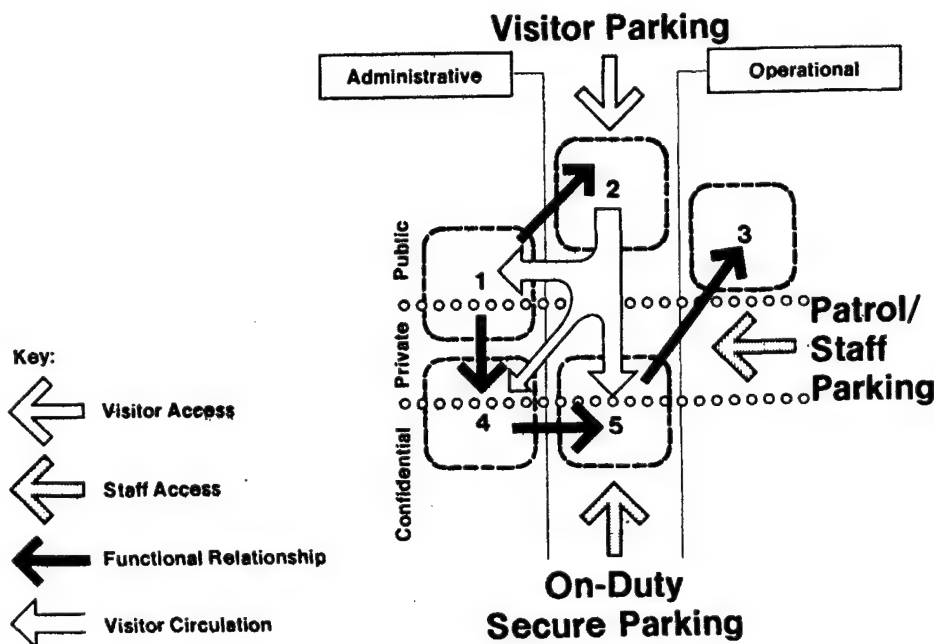 Visitor Parking
Administrative
Operational
2
3
1
Public
Private
Confidential
Patrol/
Staff
Parking
4
5
Key:
Visitor Access
Staff Access
Functional Relationship
Visitor Circulation
On-Duty
Secure Parking